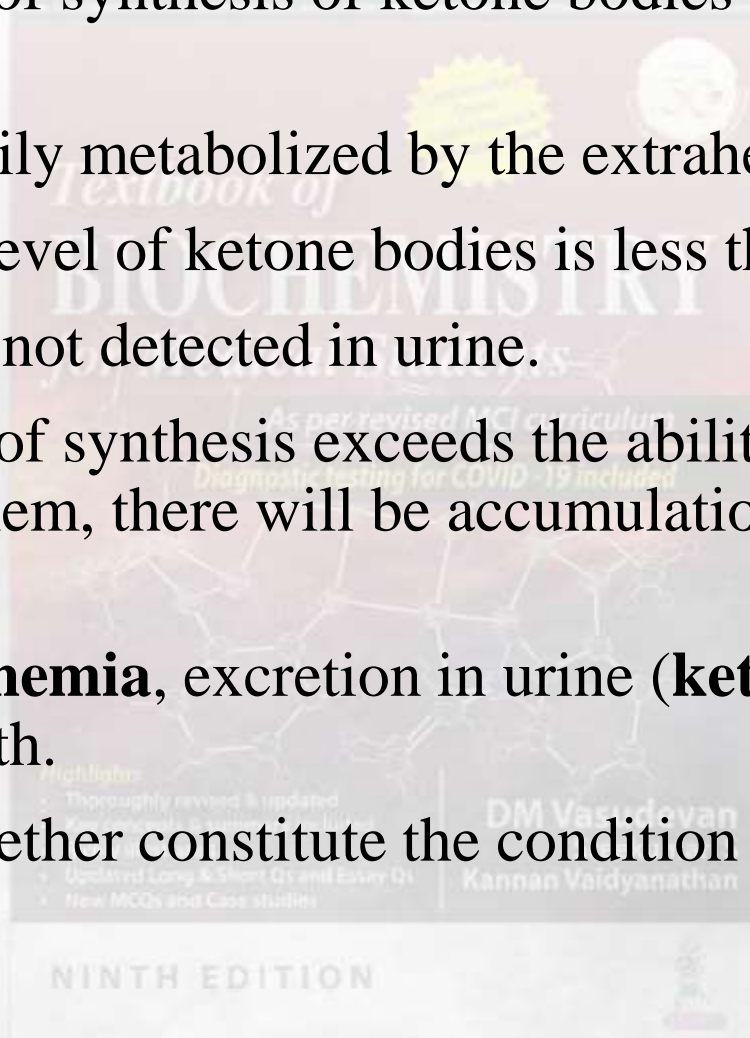 of synthesis of ketone bodies
ily metabolized by the extrahe
Textbook of
evel of ketone bodies is less th
BIOCHEMISTRY
not detected in urine.
for Medical Students
As per revised MCI curriculum
of synthesis exceeds the abilit
Diagnostic testing for COVID -19 included
em, there will be accumulatio
nemia, excretion in urine (ket
th.
Highlights
• Thoroughly revised & updated
DM Vasudevan
ether constitute the condition
• Updated Long & Short Qs and Essay Qs
Kannan Vaidyanathan
• New MCQs and Case studies
NINTH EDITION